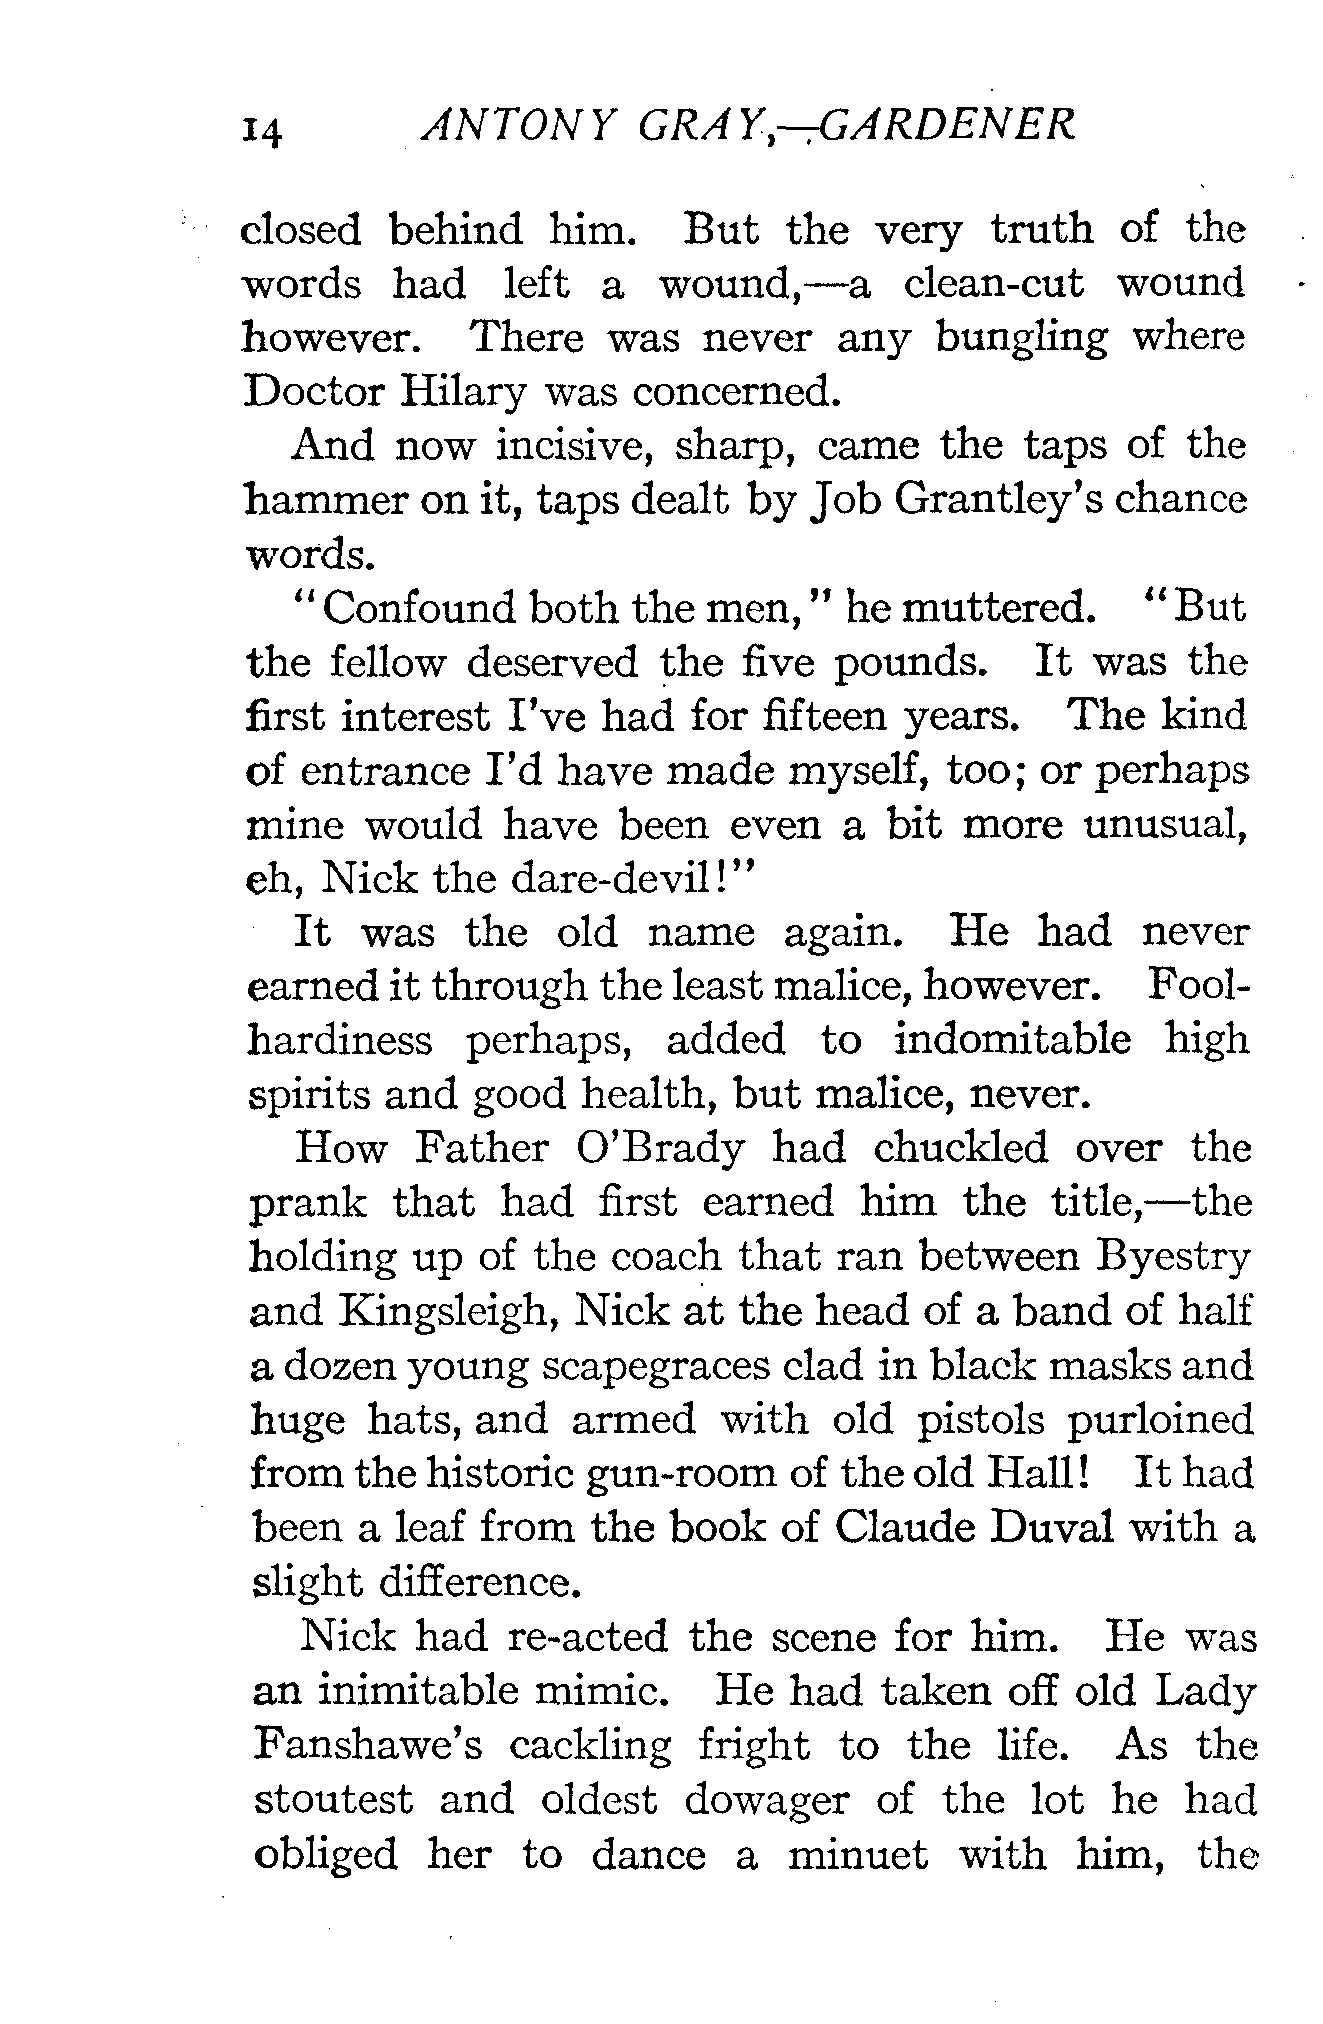 14 ANTONY GRAY,—GARDENER
closed behind him. But the very truth of the
words had left a wound,—a clean-cut wound
however. There was never any bungling where
Doctor Hilary was concerned.
And now incisive, sharp, came the taps of the
hammer on it, taps dealt by Job Grantley's chance
words.
"Confound both the men," he muttered. "But
the fellow deserved the five pounds. It was the
first interest I've had for fifteen years. The kind
of entrance I'd have made myself, too; or perhaps
mine would have been even a bit more unusual,
eh, Nick the dare-devil!"
It was the old name again. He had never
earned it through the least malice, however. Fool-
hardiness perhaps, added to indomitable high
spirits and good health, but malice, never.
How Father O'Brady had chuckled over the
prank that had first earned him the title,—the
holding up of the coach that ran between Byestry
and Kingsleigh, Nick at the head of a band of half
a dozen young scapegraces clad in black masks and
huge hats, and armed with old pistols purloined
from the historic gun-room of the old Hall! It had
been a leaf from the book of Claude Duval with a
slight difference.
Nick had re-acted the scene for him. He was
an inimitable mimic. He had taken off old Lady
Fanshawe's cackling fright to the life. As the
stoutest and oldest dowager of the lot he had
obliged her to dance a minuet with him, the